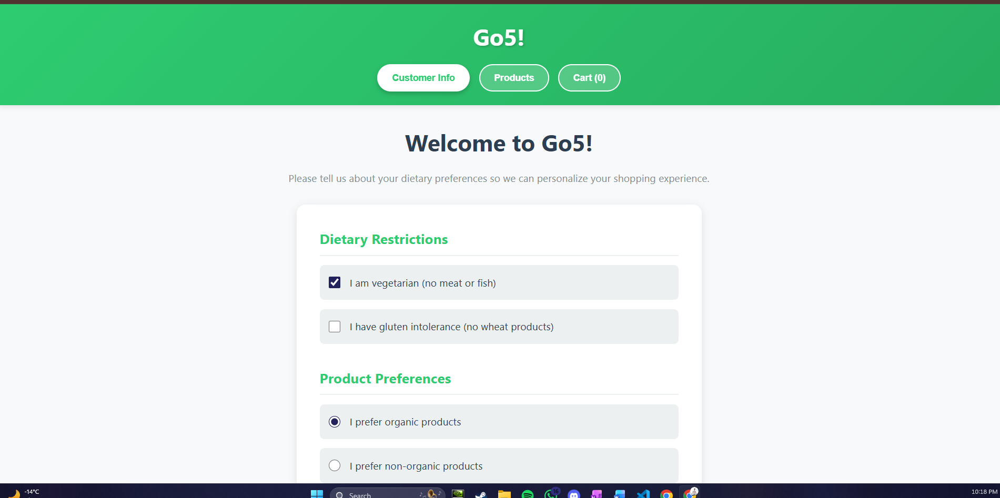 Go5!
Customer Info
Products
Cart (0)
Welcome to Go5!
Please tell us about your dietary preferences so we can personalize your shopping experience.
Dietary Restrictions
I am vegetarian (no meat or fish)
I have gluten intolerance (no wheat products)
Product Preferences
I prefer organic products
I prefer non-organic products
-14°C
Search
16
10:18 PM